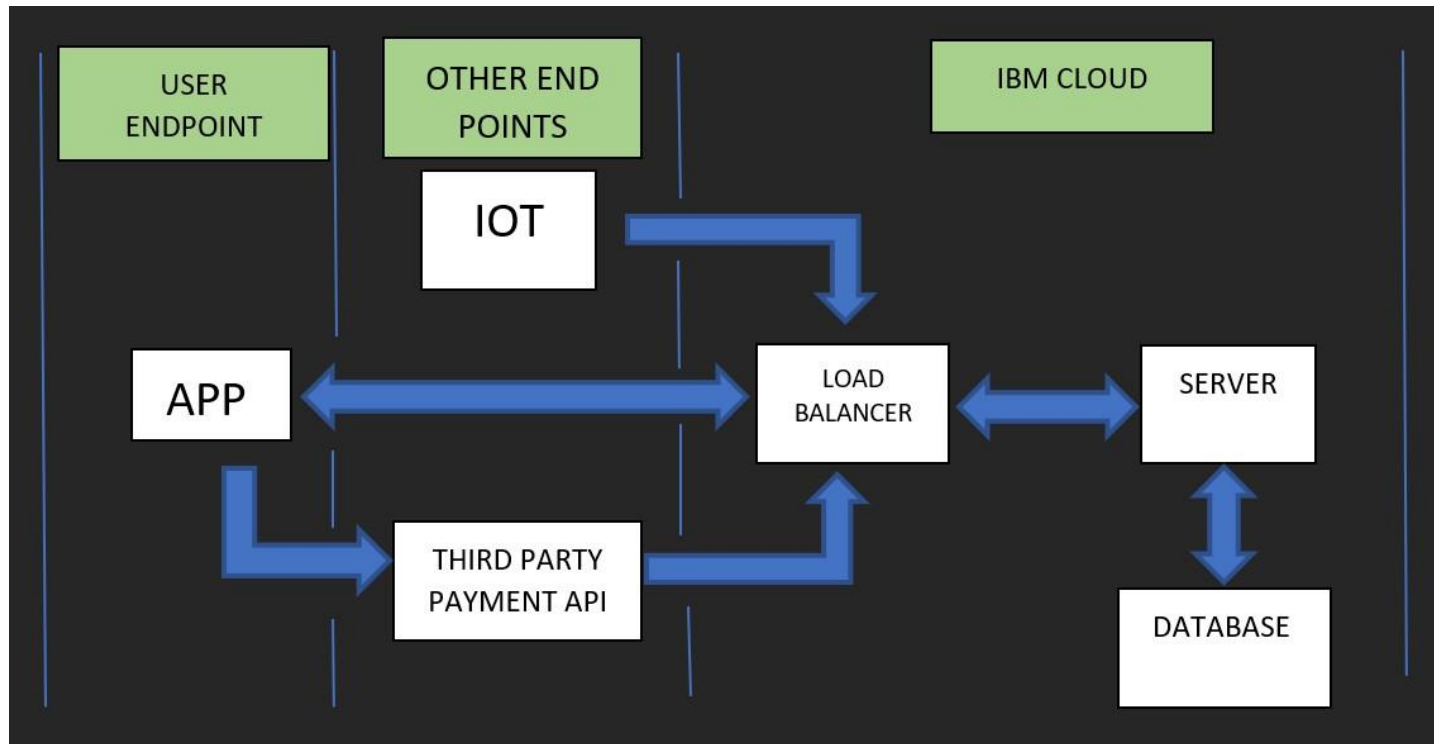 USER
ENDPOINT
OTHER END
POINTS
IBM CLOUD
IOT
APP
LOAD
BALANCER
SERVER
THIRD PARTY
PAYMENT API
DATABASE